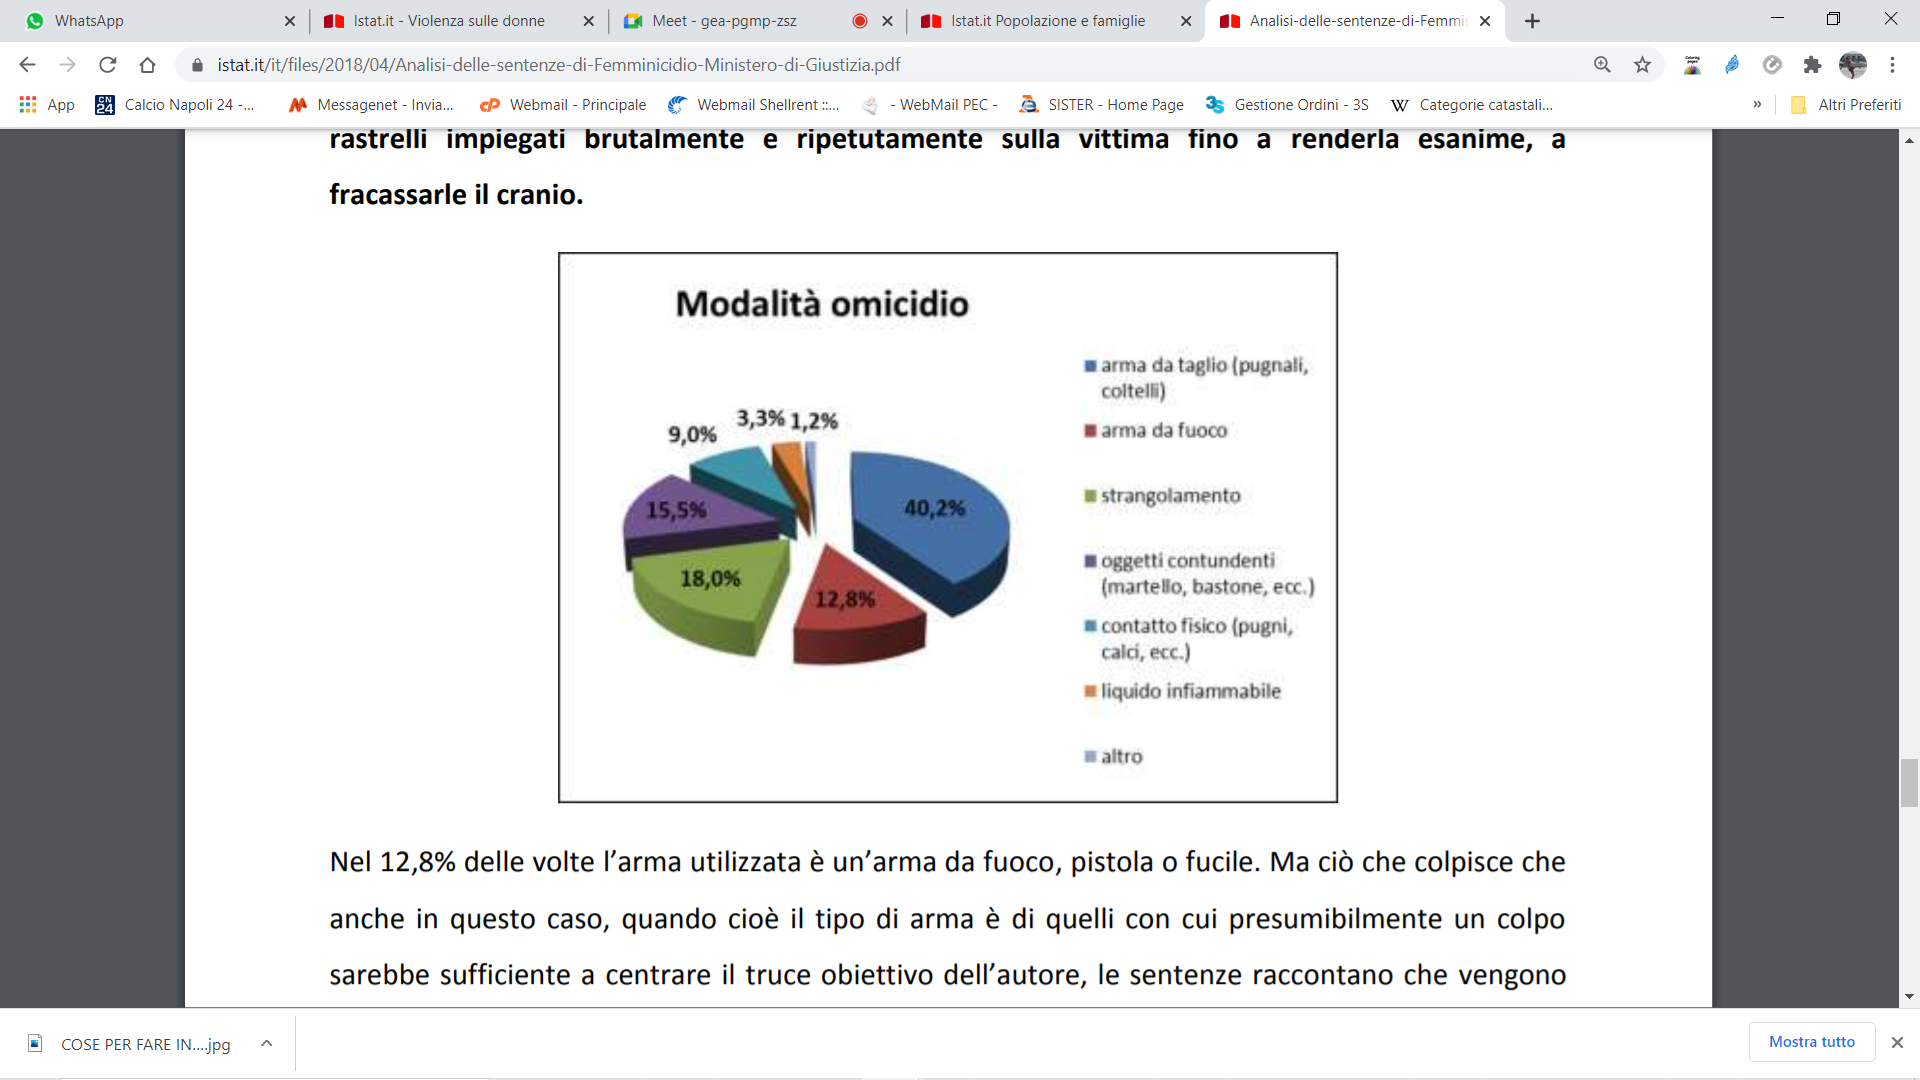 WhatsApp
Istat.it - Violenza sulle donne
Meet - gea-pgmp-zsz
Istat.it Popolazione e famiglie
Analisi-delle-sentenze-di-Femmi
istat.it/it/files/2018/04/Analisi-delle-sentenze-di-Femminicidio-Ministero-di-Giustizia.pdf
App
CN 24
Calcio Napoli 24 -...
Messagenet - Invia...
Webmail - Principale
Webmail Shellrent ::...
- WebMail PEC -
SISTER - Home Page
Gestione Ordini - 3S
Categorie catastali...
»
Altri Preferiti
rastrelli impiegati brutalmente e ripetutamente sulla vittima fino a renderla esanime, a
fracassarle il cranio.
Modalità omicidio
arma da taglio (pugnali,
coltelli)
arma da fuoco
strangolamento
oggetti contundenti
(martello, bastone, ecc.)
contatto fisico (pugni,
calci, ecc.)
liquido infiammabile
altro
3,3% 1,2%
9,0%
15,5%
40,2%
18,0%
12,8%
Nel 12,8% delle volte l’arma utilizzata è un’arma da fuoco, pistola o fucile. Ma ciò che colpisce che
anche in questo caso, quando cioè il tipo di arma è di quelli con cui presumibilmente un colpo
sarebbe sufficiente a centrare il truce obiettivo dell’autore, le sentenze raccontano che vengono
COSE PER FARE IN....jpg
Mostra tutto